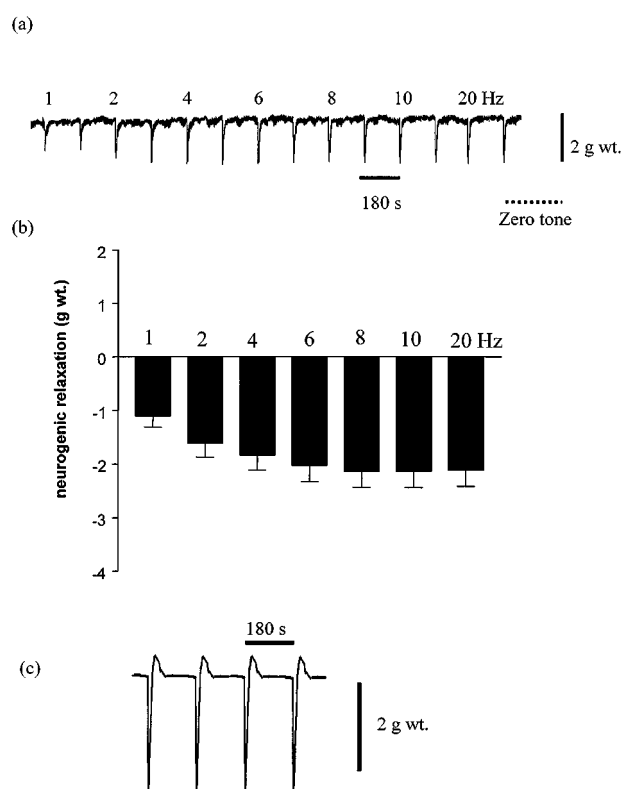 (a)
1 2 4 6 8 10 20 Hz
2 g wt.
180 s
Zero tone
(b)
neurogenic relaxation (g wt.)
2
1
1 2 4 6 8 10 20 Hz
0
-1
-2
-3
-4
180 s
(c)
2 g wt.